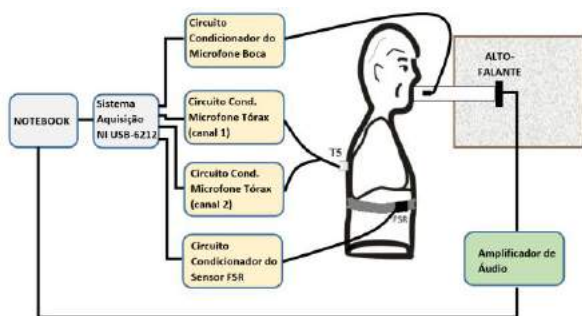 Circuito
Condicionador do
Microfone Boca
ALTO-
FALANTE
NOTEBOOK
Sistema
Aquisição
NI USB-6212
Circuito Cond.
Microfone Tórax
(canal 1)
T5
Circuito Cond.
Microfone Tórax
(canal 2)
FSR
Circuito
Condicionador do
Sensor FSR
Amplificador de
Áudio